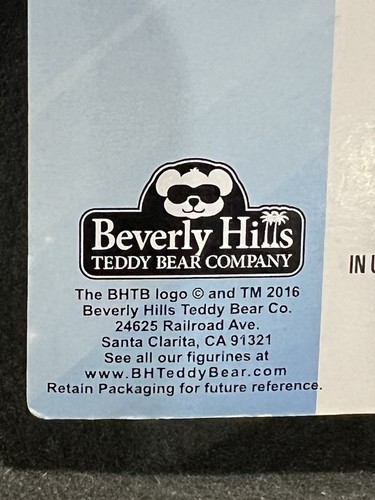 Beverly Hills
TEDDY BEAR COMPANY
The BHTB logo © and TM 2016
Beverly Hills Teddy Bear Co.
24625 Railroad Ave.
Santa Clarita, CA 91321
See all our figurines at
www.BHTeddyBear.com
Retain Packaging for future reference.
IN